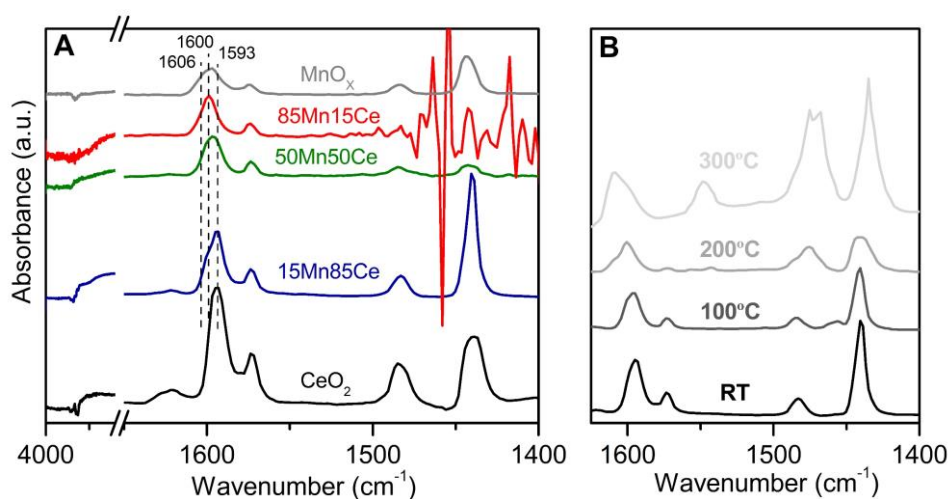 A
B
1600
1606
1593
MnOₓ
85Mn15Ce
50Mn50Ce
15Mn85Ce
CeO₂
300°C
200°C
100°C
RT
Absorbance (a.u.)
4000 1600 1500 1400
1600 1500 1400
Wavenumber (cm⁻¹)
Wavenumber (cm⁻¹)